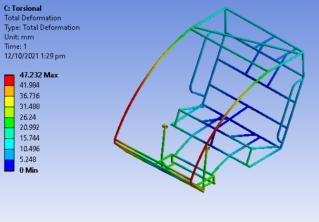 C: Torsional
Total Deformation
Type: Total Deformation
Unit: mm
Time: 1
12/10/2021 1:29 pm
47.232 Max
41.984
36.736
31.488
26.24
20.992
15.744
10.496
5.248
0 Min